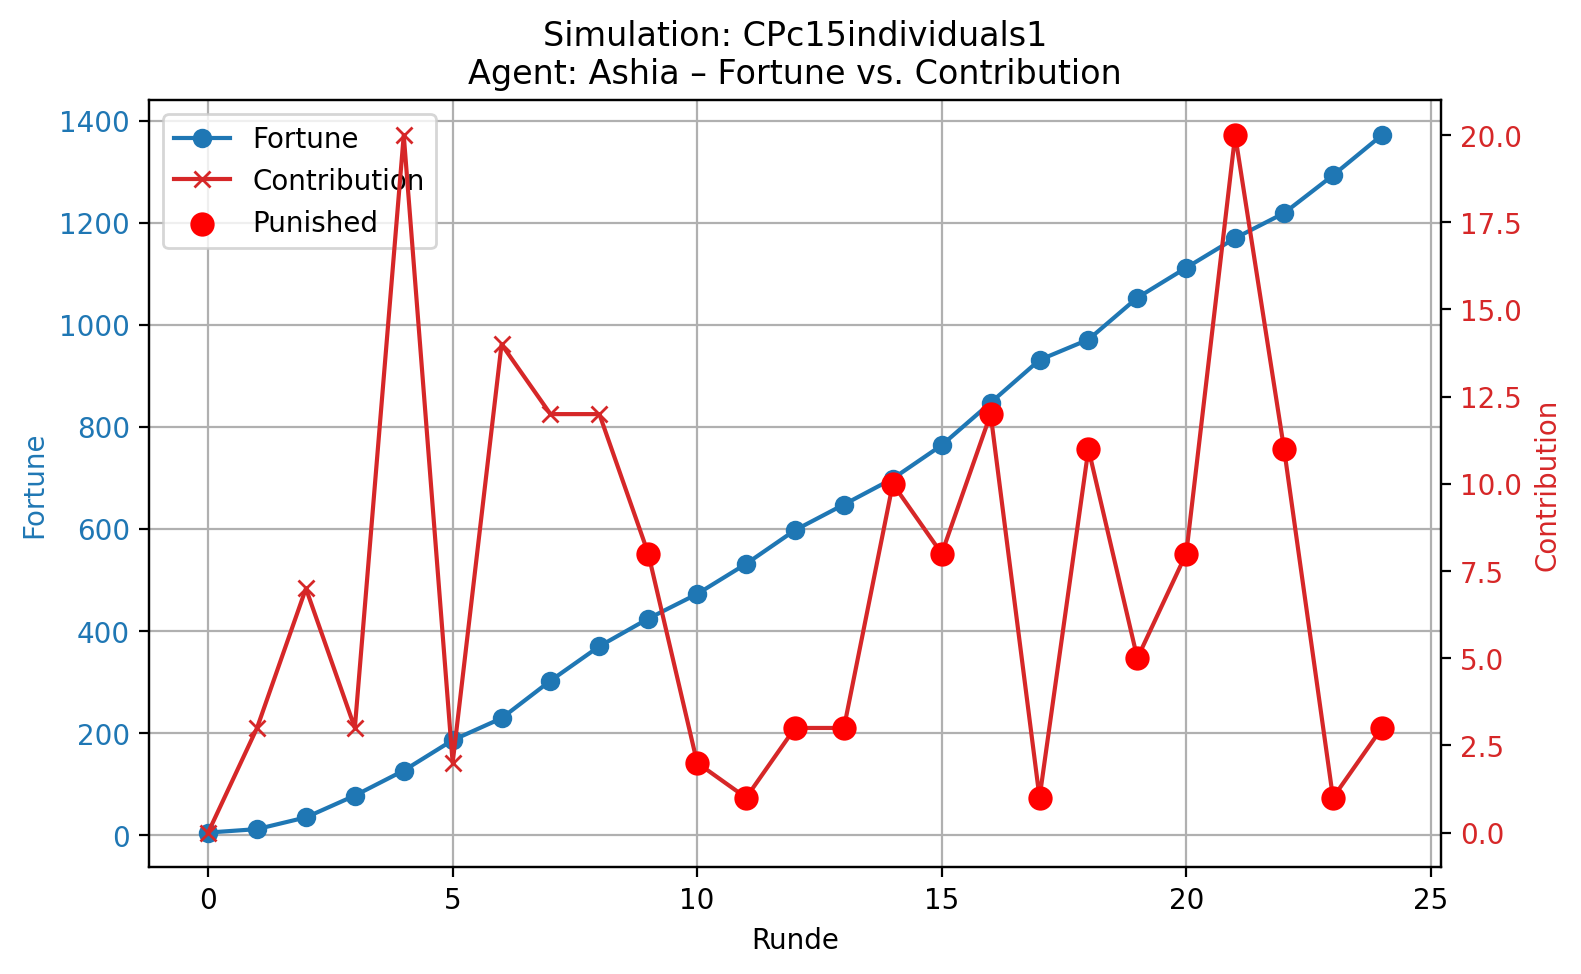 Simulation: CPc15individuals1
Agent: Ashia – Fortune vs. Contribution
Fortune
Contribution
Punished
1400
1200
1000
800
600
400
200
0
Fortune
20.0
17.5
15.0
12.5
10.0
7.5
5.0
2.5
0.0
Contribution
0 5 10 15 20 25
Runde